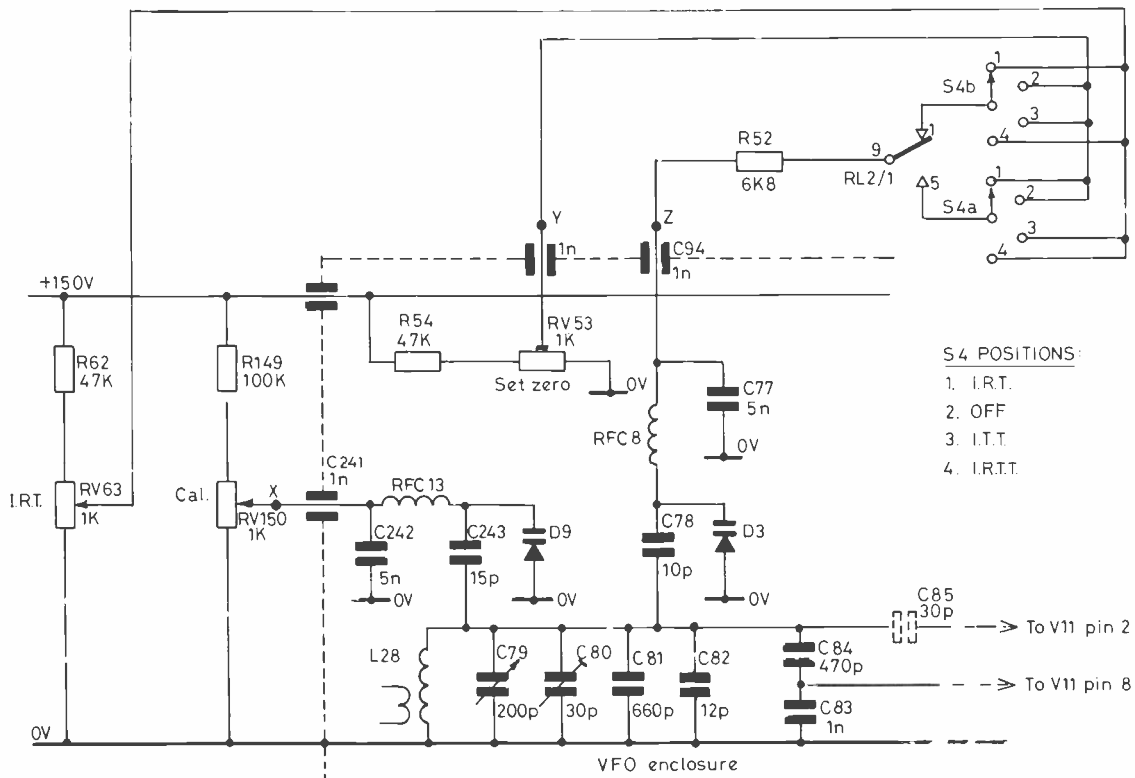 1
S4b
2
3
4
R52
6K8
9
1
RL2/1
5
S4a
1
2
3
4
Y
1n
Z
C94
1n
+150V
R62
47K
R149
100K
R54
47K
RV53
1K
Set zero
0V
C77
5n
0V
RFC8
S4 POSITIONS:
1. I.R.T.
2. OFF
3. I.T.T.
4. I.R.T.T.
I.R.T.
RV63
1K
Cal.
X
RV150
1K
C241
1n
RFC13
C242
5n
0V
C243
15p
D9
0V
C78
10p
D3
0V
C85
30p
To V11 pin 2
L28
C79
200p
C80
30p
C81
660p
C82
12p
C84
470p
To V11 pin 8
C83
1n
0V
VFO enclosure